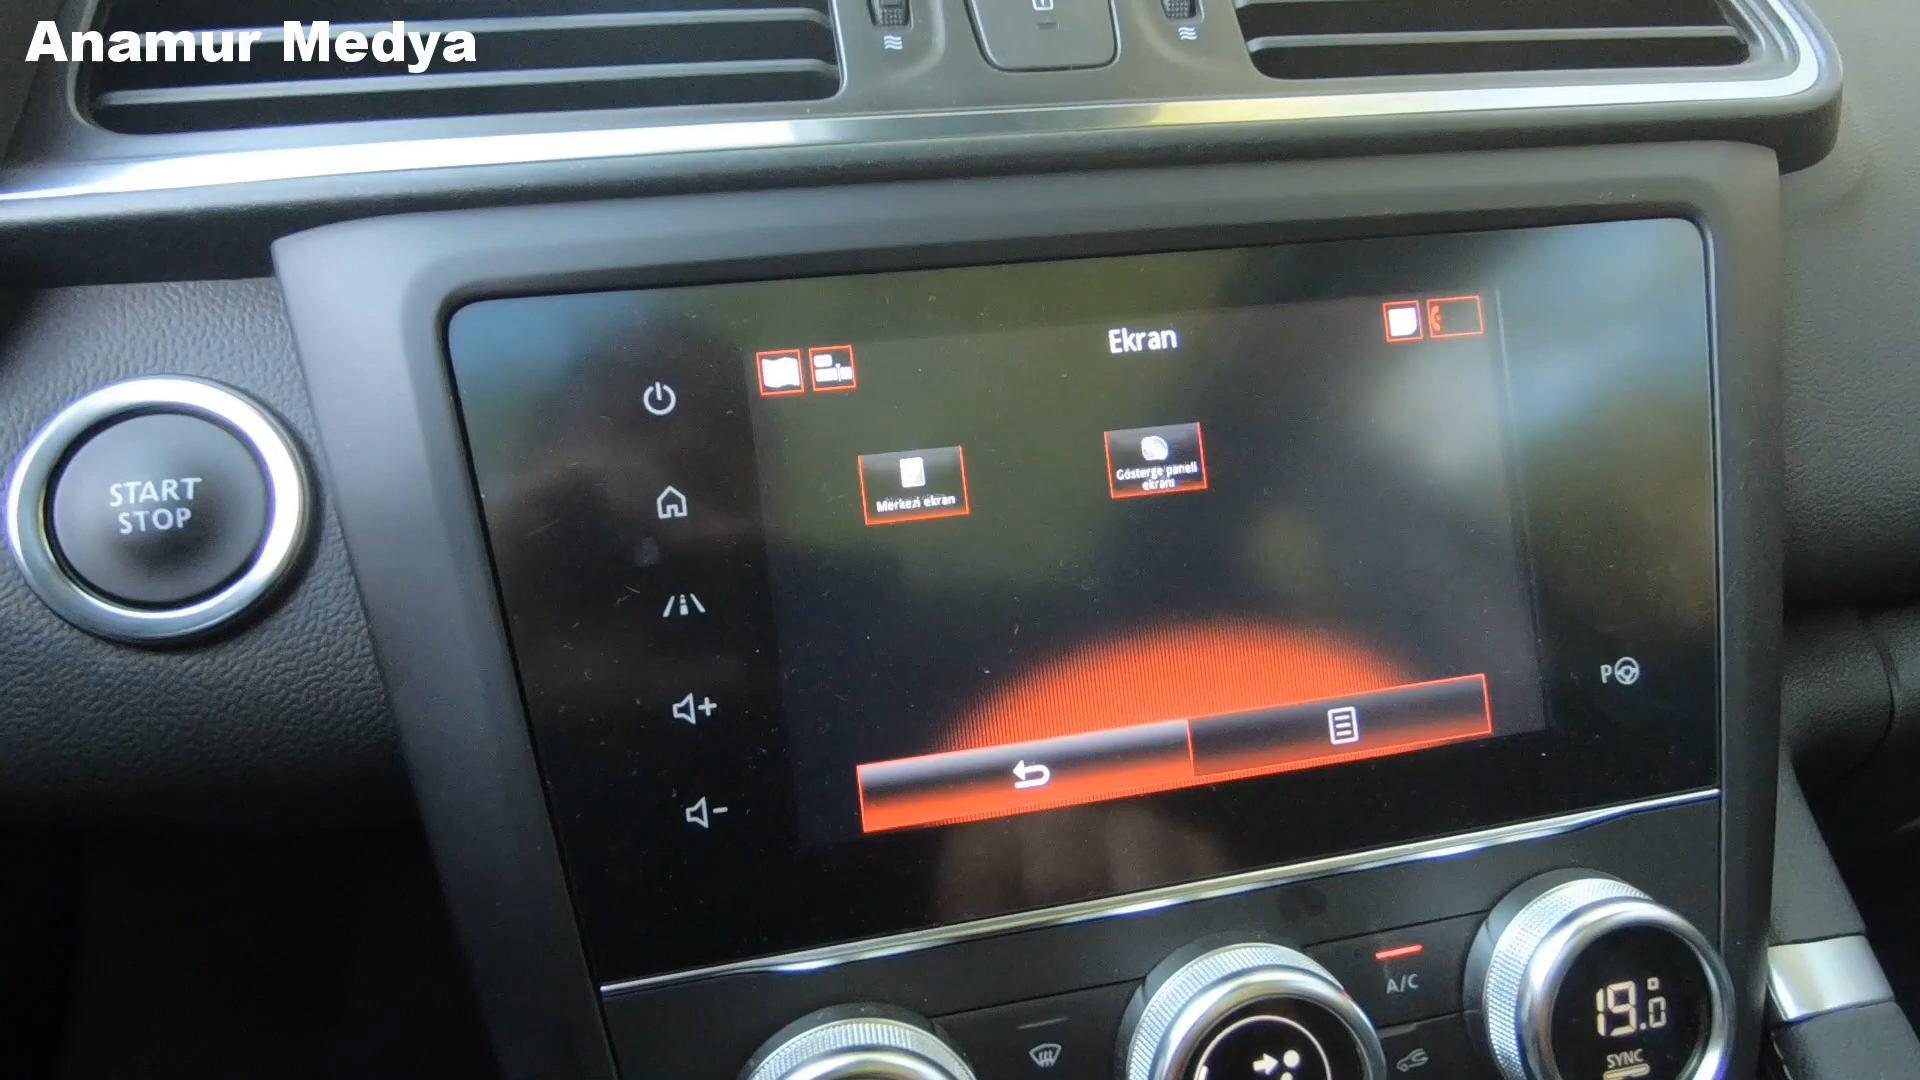 Anamur Medya
Ekran
START
STOP
Merkezi ekran
Gösterge paneli
ekranı
P
A/C
19.0
SYNC